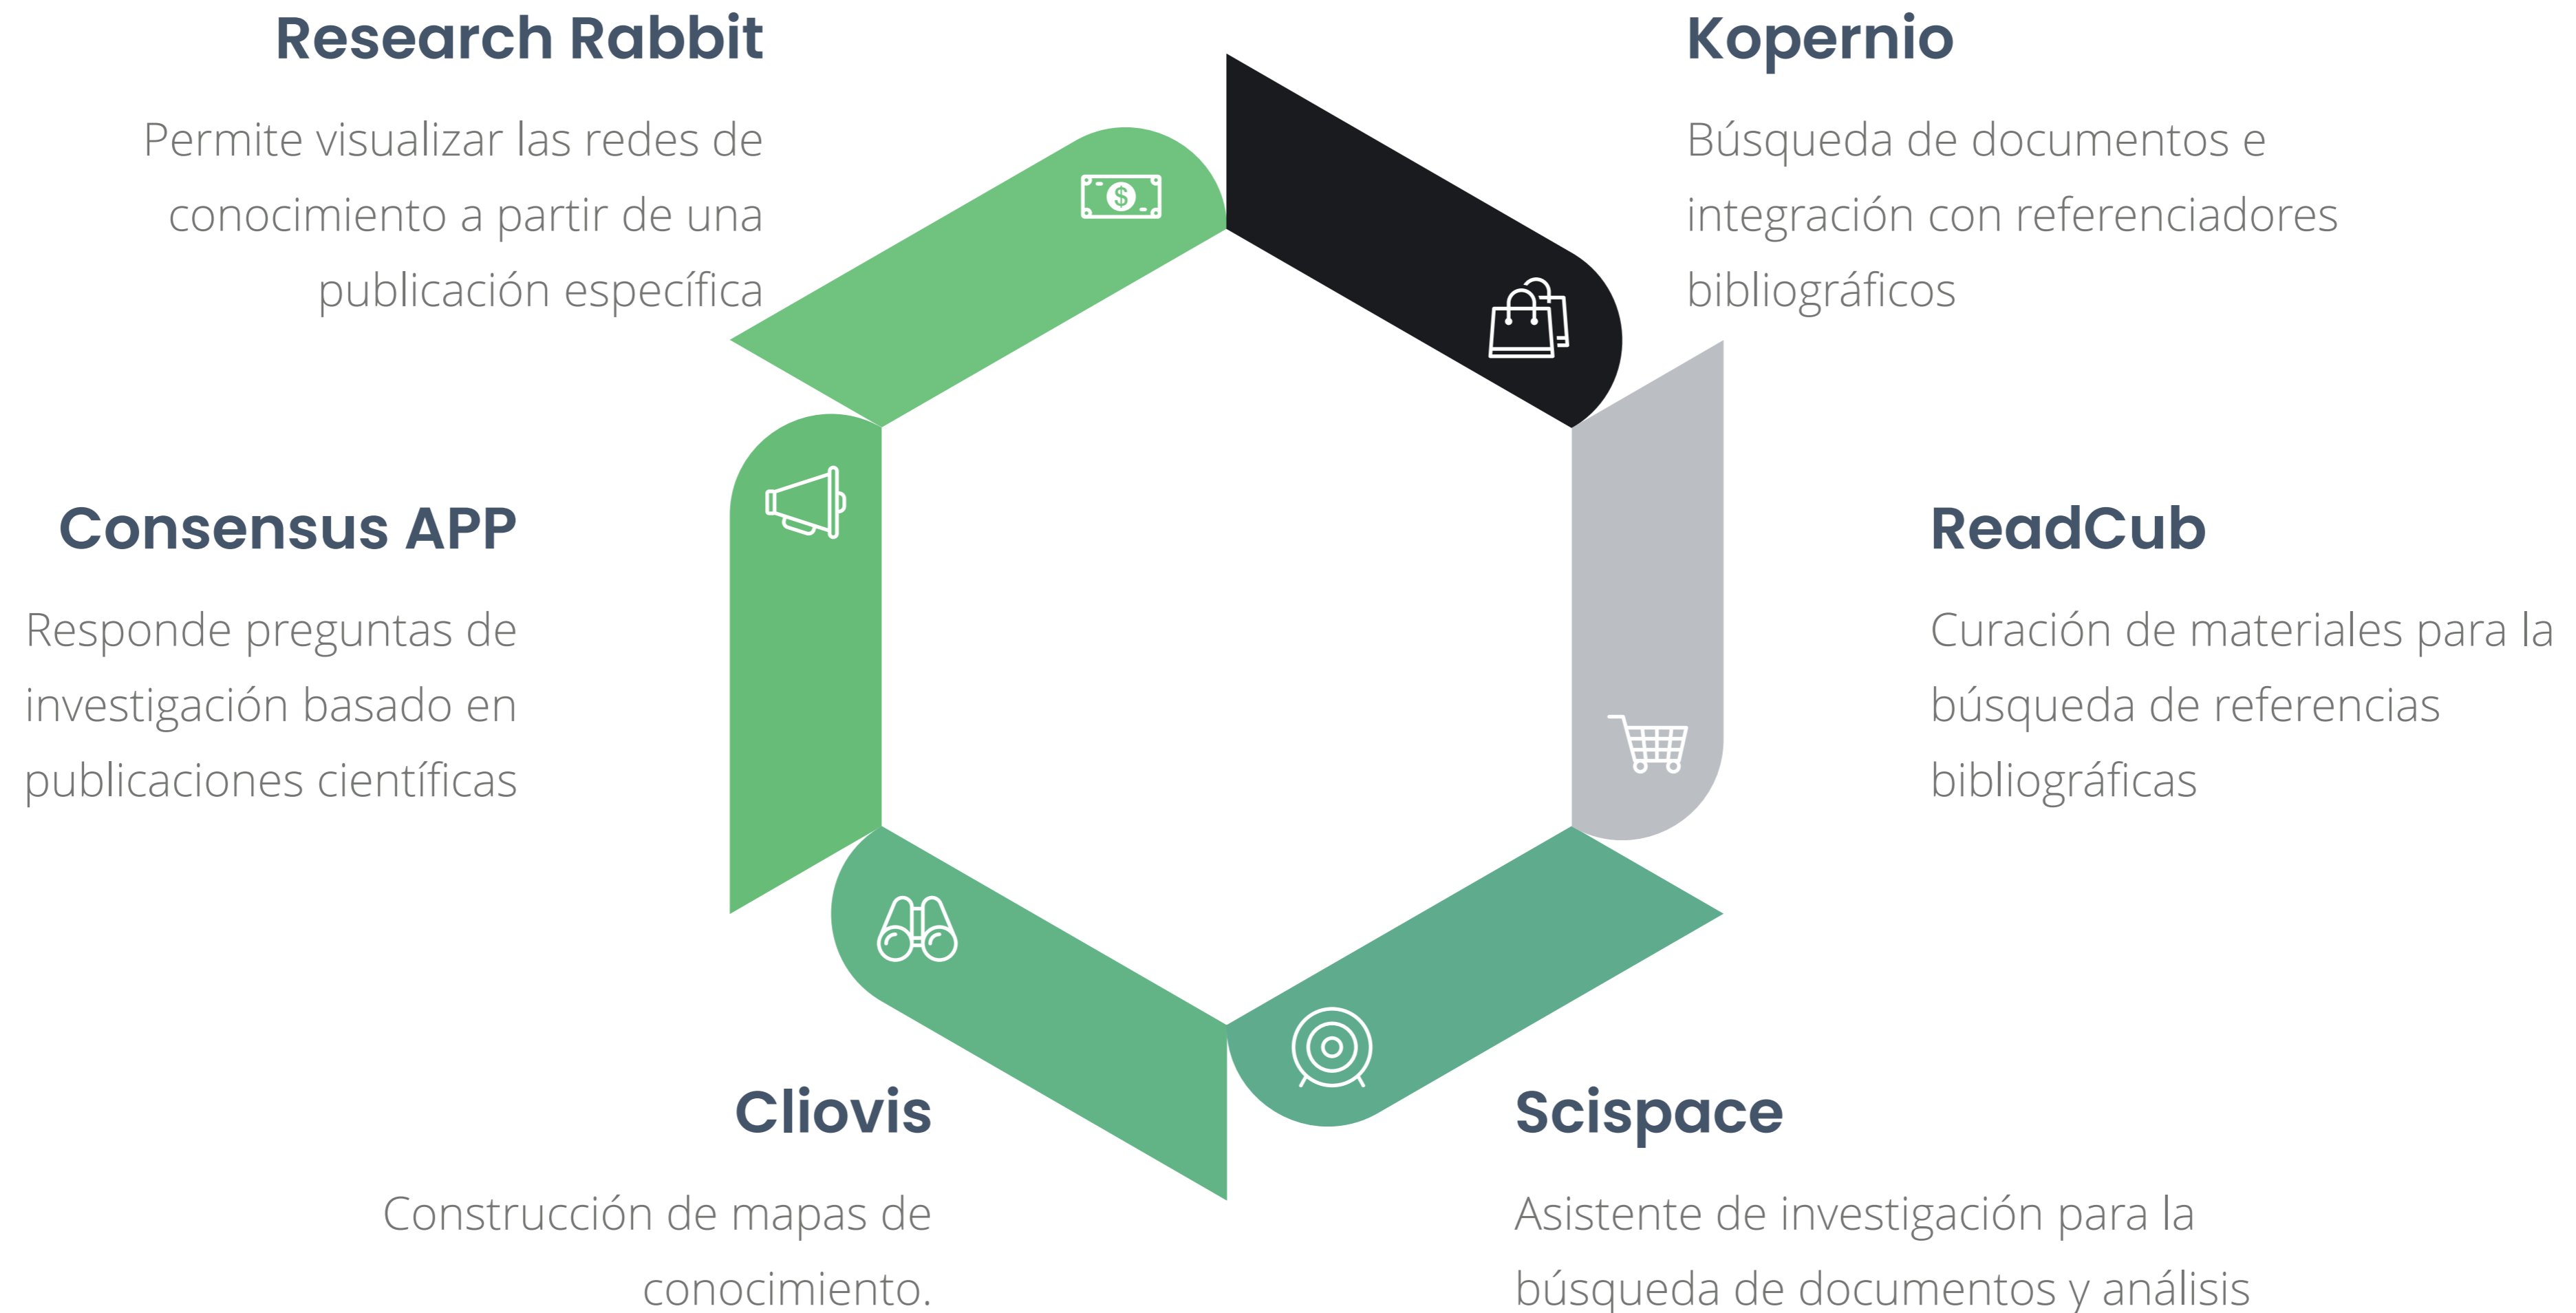 Research Rabbit
Permite visualizar las redes de
conocimiento a partir de una
publicación específica
Kopernio
Búsqueda de documentos e
integración con referenciadores
bibliográficos
Consensus APP
Responde preguntas de
investigación basado en
publicaciones científicas
ReadCub
Curación de materiales para la
búsqueda de referencias
bibliográficas
Cliovis
Construcción de mapas de
conocimiento.
Scispace
Asistente de investigación para la
búsqueda de documentos y análisis
$